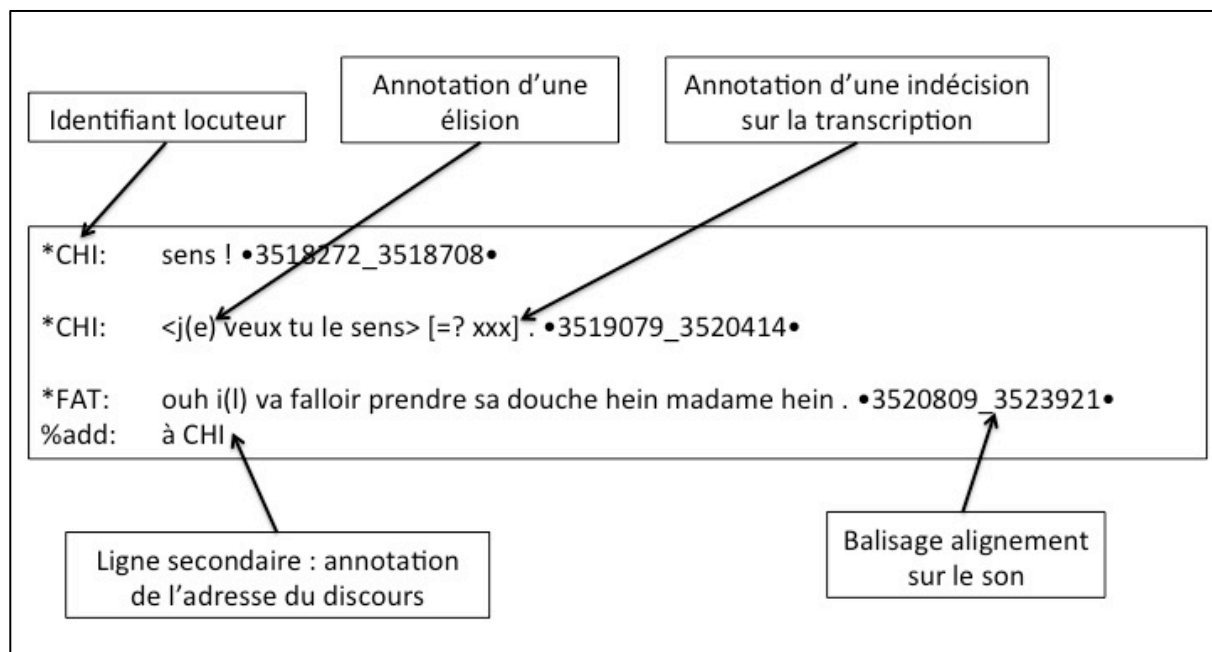 Identifiant locuteur
Annotation d’une
élision
Annotation d’une indécision
sur la transcription
*CHI: sens ! •3518272_3518708•
*CHI: <j(e) veux tu le sens> [=? xxx] . •3519079_3520414•
*FAT: ouh i(l) va falloir prendre sa douche hein madame hein . •3520809_3523921•
%add: à CHI
Ligne secondaire : annotation
de l’adresse du discours
Balisage alignement
sur le son